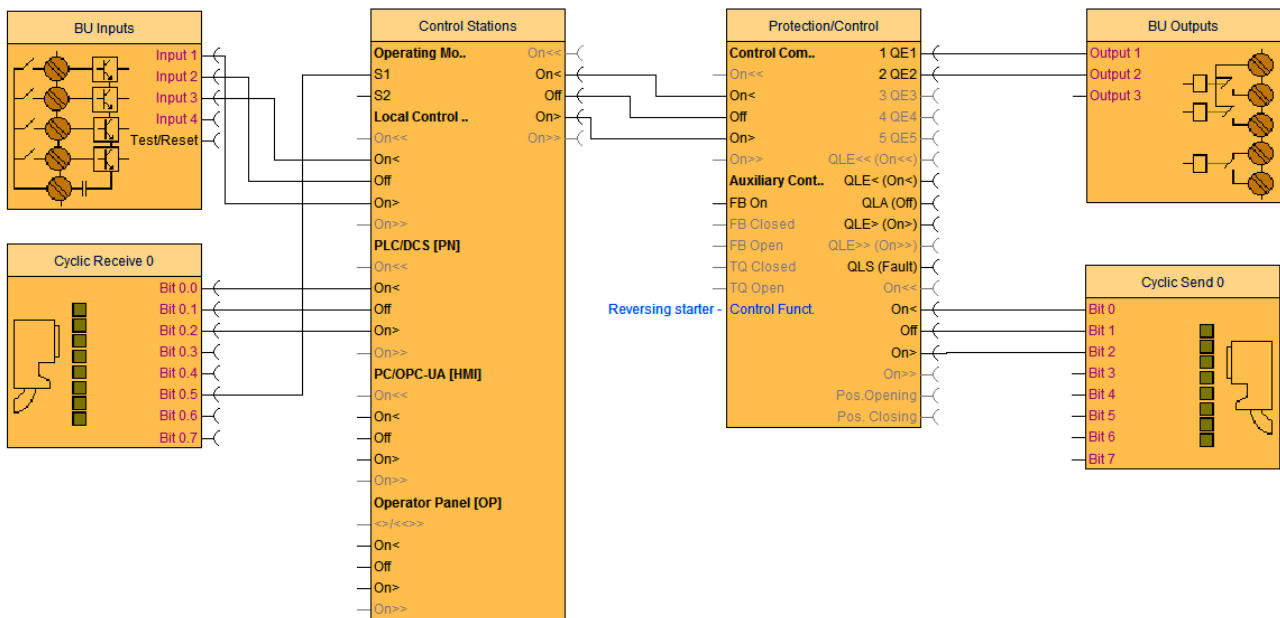 BU Inputs
Input 1
Input 2
Input 3
Input 4
Test/Reset
Cyclic Receive 0
Bit 0.0
Bit 0.1
Bit 0.2
Bit 0.3
Bit 0.4
Bit 0.5
Bit 0.6
Bit 0.7
Control Stations
Operating Mo.. On<<
S1 On<
S2 Off
Local Control .. On>
On<< On>>
On<
Off
On>
On>>
PLC/DCS [PN]
On<<
On<
Off
On>
On>>
PC/OPC-UA [HMI]
On<<
On<
Off
On>
On>>
Operator Panel [OP]
<>/<<>>
On<
Off
On>
On>>
Protection/Control
Control Com.. 1 QE1
On<< 2 QE2
On< 3 QE3
Off 4 QE4
On> 5 QE5
On>> QLE<< (On<<)
Auxiliary Cont.. QLE< (On<)
FB On QLA (Off)
FB Closed QLE> (On>)
FB Open QLE>> (On>>)
TQ Closed QLS (Fault)
TQ Open On<<
Reversing starter - Control Funct. On<
Off
On>
On>>
Pos.Opening
Pos. Closing
BU Outputs
Output 1
Output 2
Output 3
Cyclic Send 0
Bit 0
Bit 1
Bit 2
Bit 3
Bit 4
Bit 5
Bit 6
Bit 7